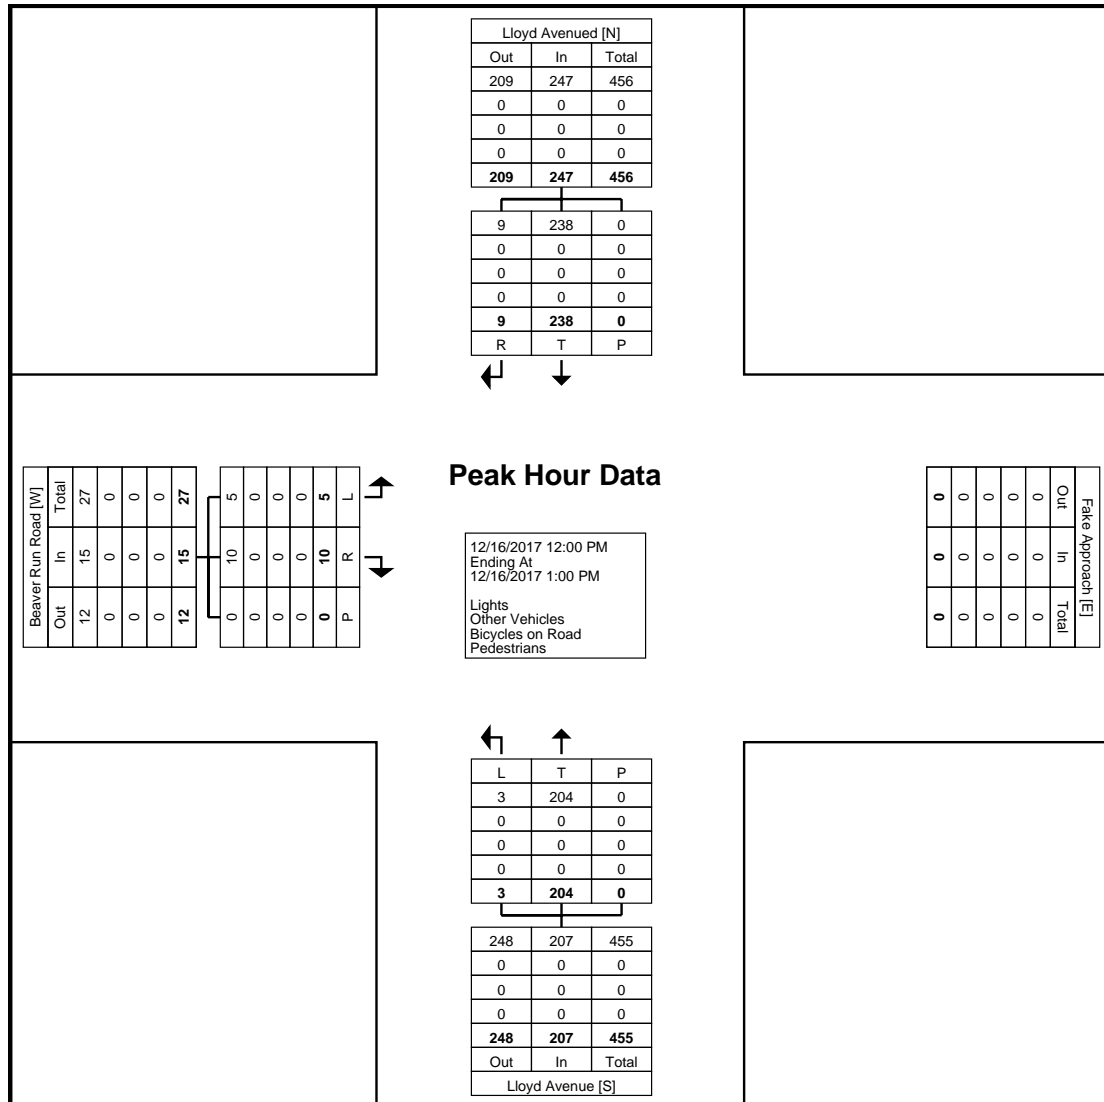 Lloyd Avenued [N]
Out In Total
209 247 456
0 0 0
0 0 0
0 0 0
209 247 456
9 238 0
0 0 0
0 0 0
0 0 0
9 238 0
R T P
Peak Hour Data
12/16/2017 12:00 PM
Ending At
12/16/2017 1:00 PM
Lights
Other Vehicles
Bicycles on Road
Pedestrians
Beaver Run Road [W]
Out In Total
12 15 27
0 0 0
0 0 0
0 0 0
12 15 27
0 10 5
0 0 0
0 0 0
0 0 0
0 10 5
P R L
Fake Approach [E]
Out In Total
0 0 0
0 0 0
0 0 0
0 0 0
0 0 0
L T P
3 204 0
0 0 0
0 0 0
0 0 0
3 204 0
248 207 455
0 0 0
0 0 0
0 0 0
248 207 455
Out In Total
Lloyd Avenue [S]